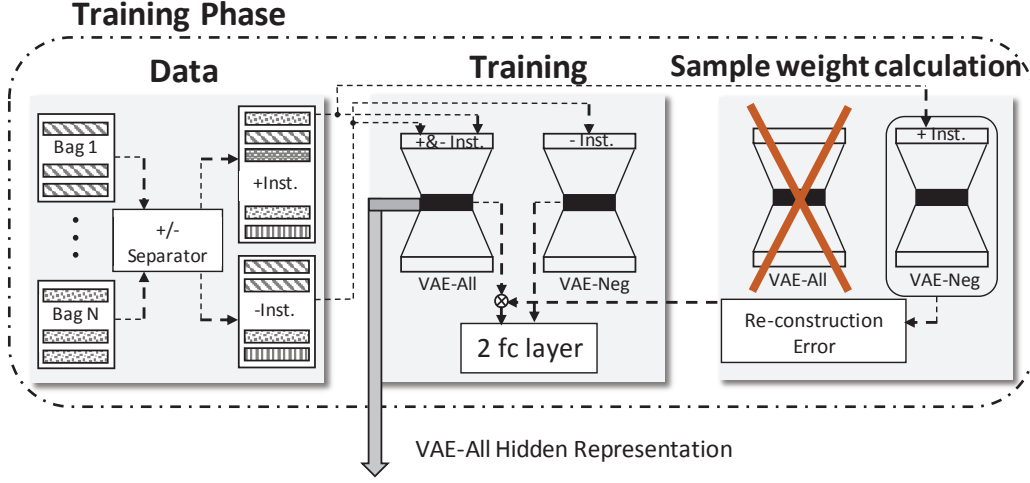 Training Phase
Data
Training
Sample weight calculation
Bag 1
Bag N
+/-
Separator
+Inst.
-Inst.
+&- Inst.
- Inst.
VAE-All
VAE-Neg
2 fc layer
+ Inst.
VAE-All
VAE-Neg
Re-construction
Error
VAE-All Hidden Representation